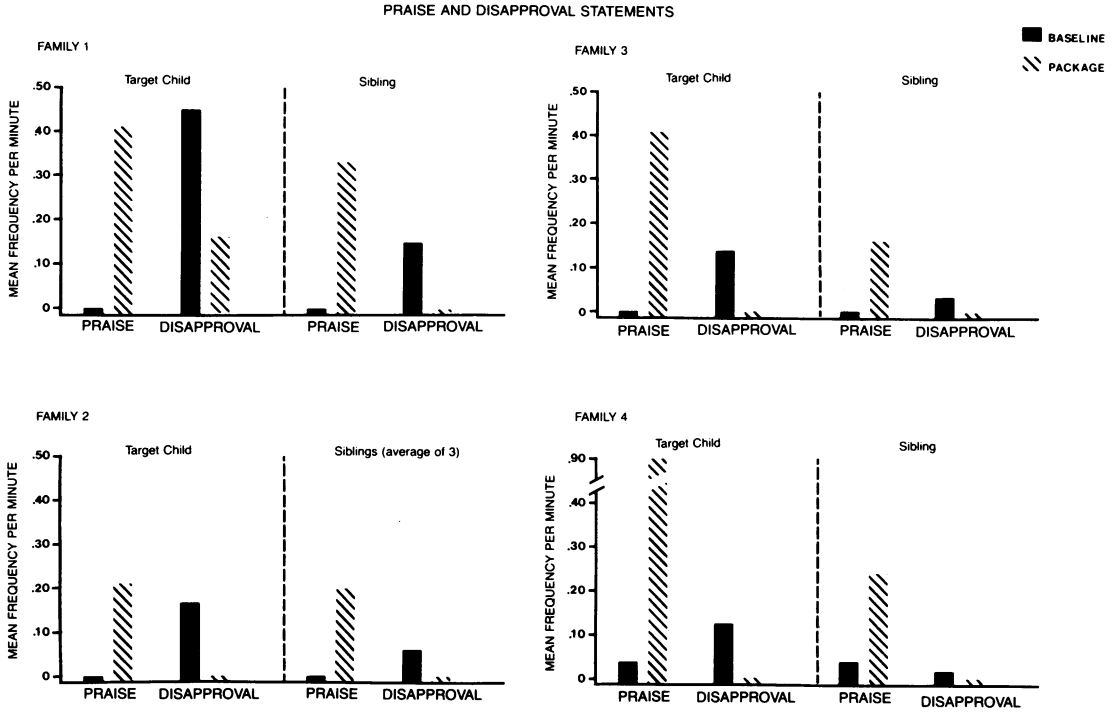 PRAISE AND DISAPPROVAL STATEMENTS
BASELINE
PACKAGE
FAMILY 1
Target Child
Sibling
MEAN FREQUENCY PER MINUTE
.50
.40
.30
.20
.10
0
PRAISE
DISAPPROVAL
PRAISE
DISAPPROVAL
FAMILY 3
Target Child
Sibling
MEAN FREQUENCY PER MINUTE
.50
.40
.30
.20
.10
0
PRAISE
DISAPPROVAL
PRAISE
DISAPPROVAL
FAMILY 2
Target Child
Siblings (average of 3)
MEAN FREQUENCY PER MINUTE
.50
.40
.30
.20
.10
0
PRAISE
DISAPPROVAL
PRAISE
DISAPPROVAL
FAMILY 4
Target Child
Sibling
MEAN FREQUENCY PER MINUTE
.90
.40
.30
.20
.10
0
PRAISE
DISAPPROVAL
PRAISE
DISAPPROVAL